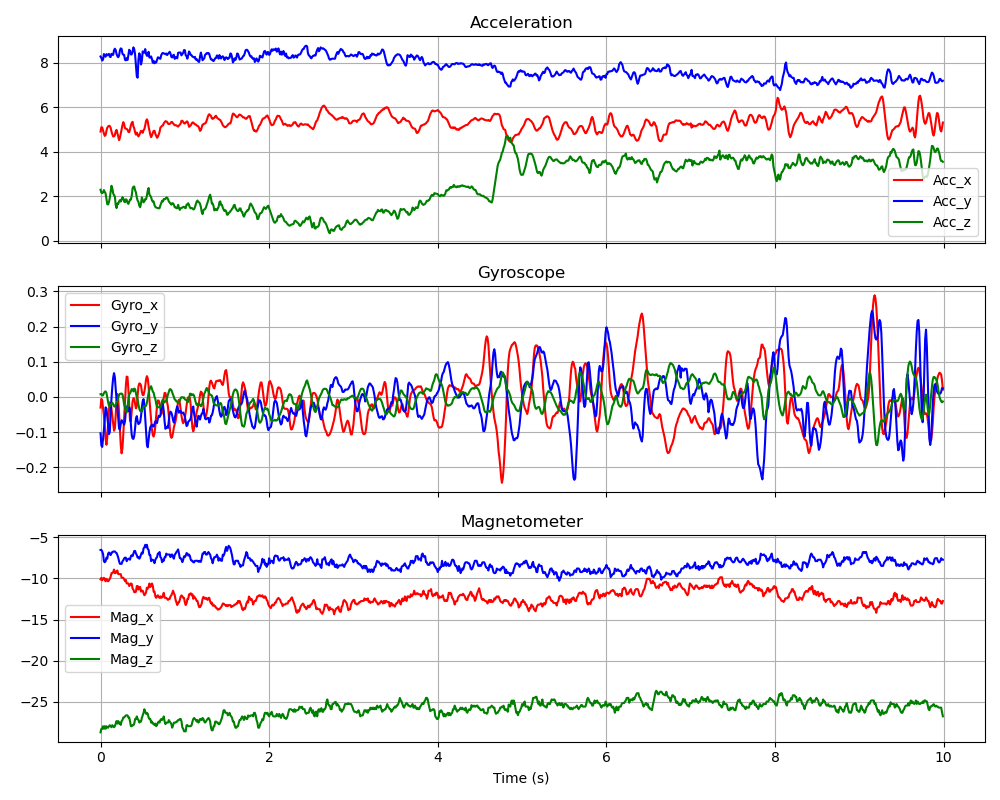 Acceleration
8
6
4
2
0
Acc_x
Acc_y
Acc_z
Gyroscope
0.3
0.2
0.1
0.0
−0.1
−0.2
Gyro_x
Gyro_y
Gyro_z
Magnetometer
−5
−10
−15
−20
−25
Mag_x
Mag_y
Mag_z
0 2 4 6 8 10
Time (s)